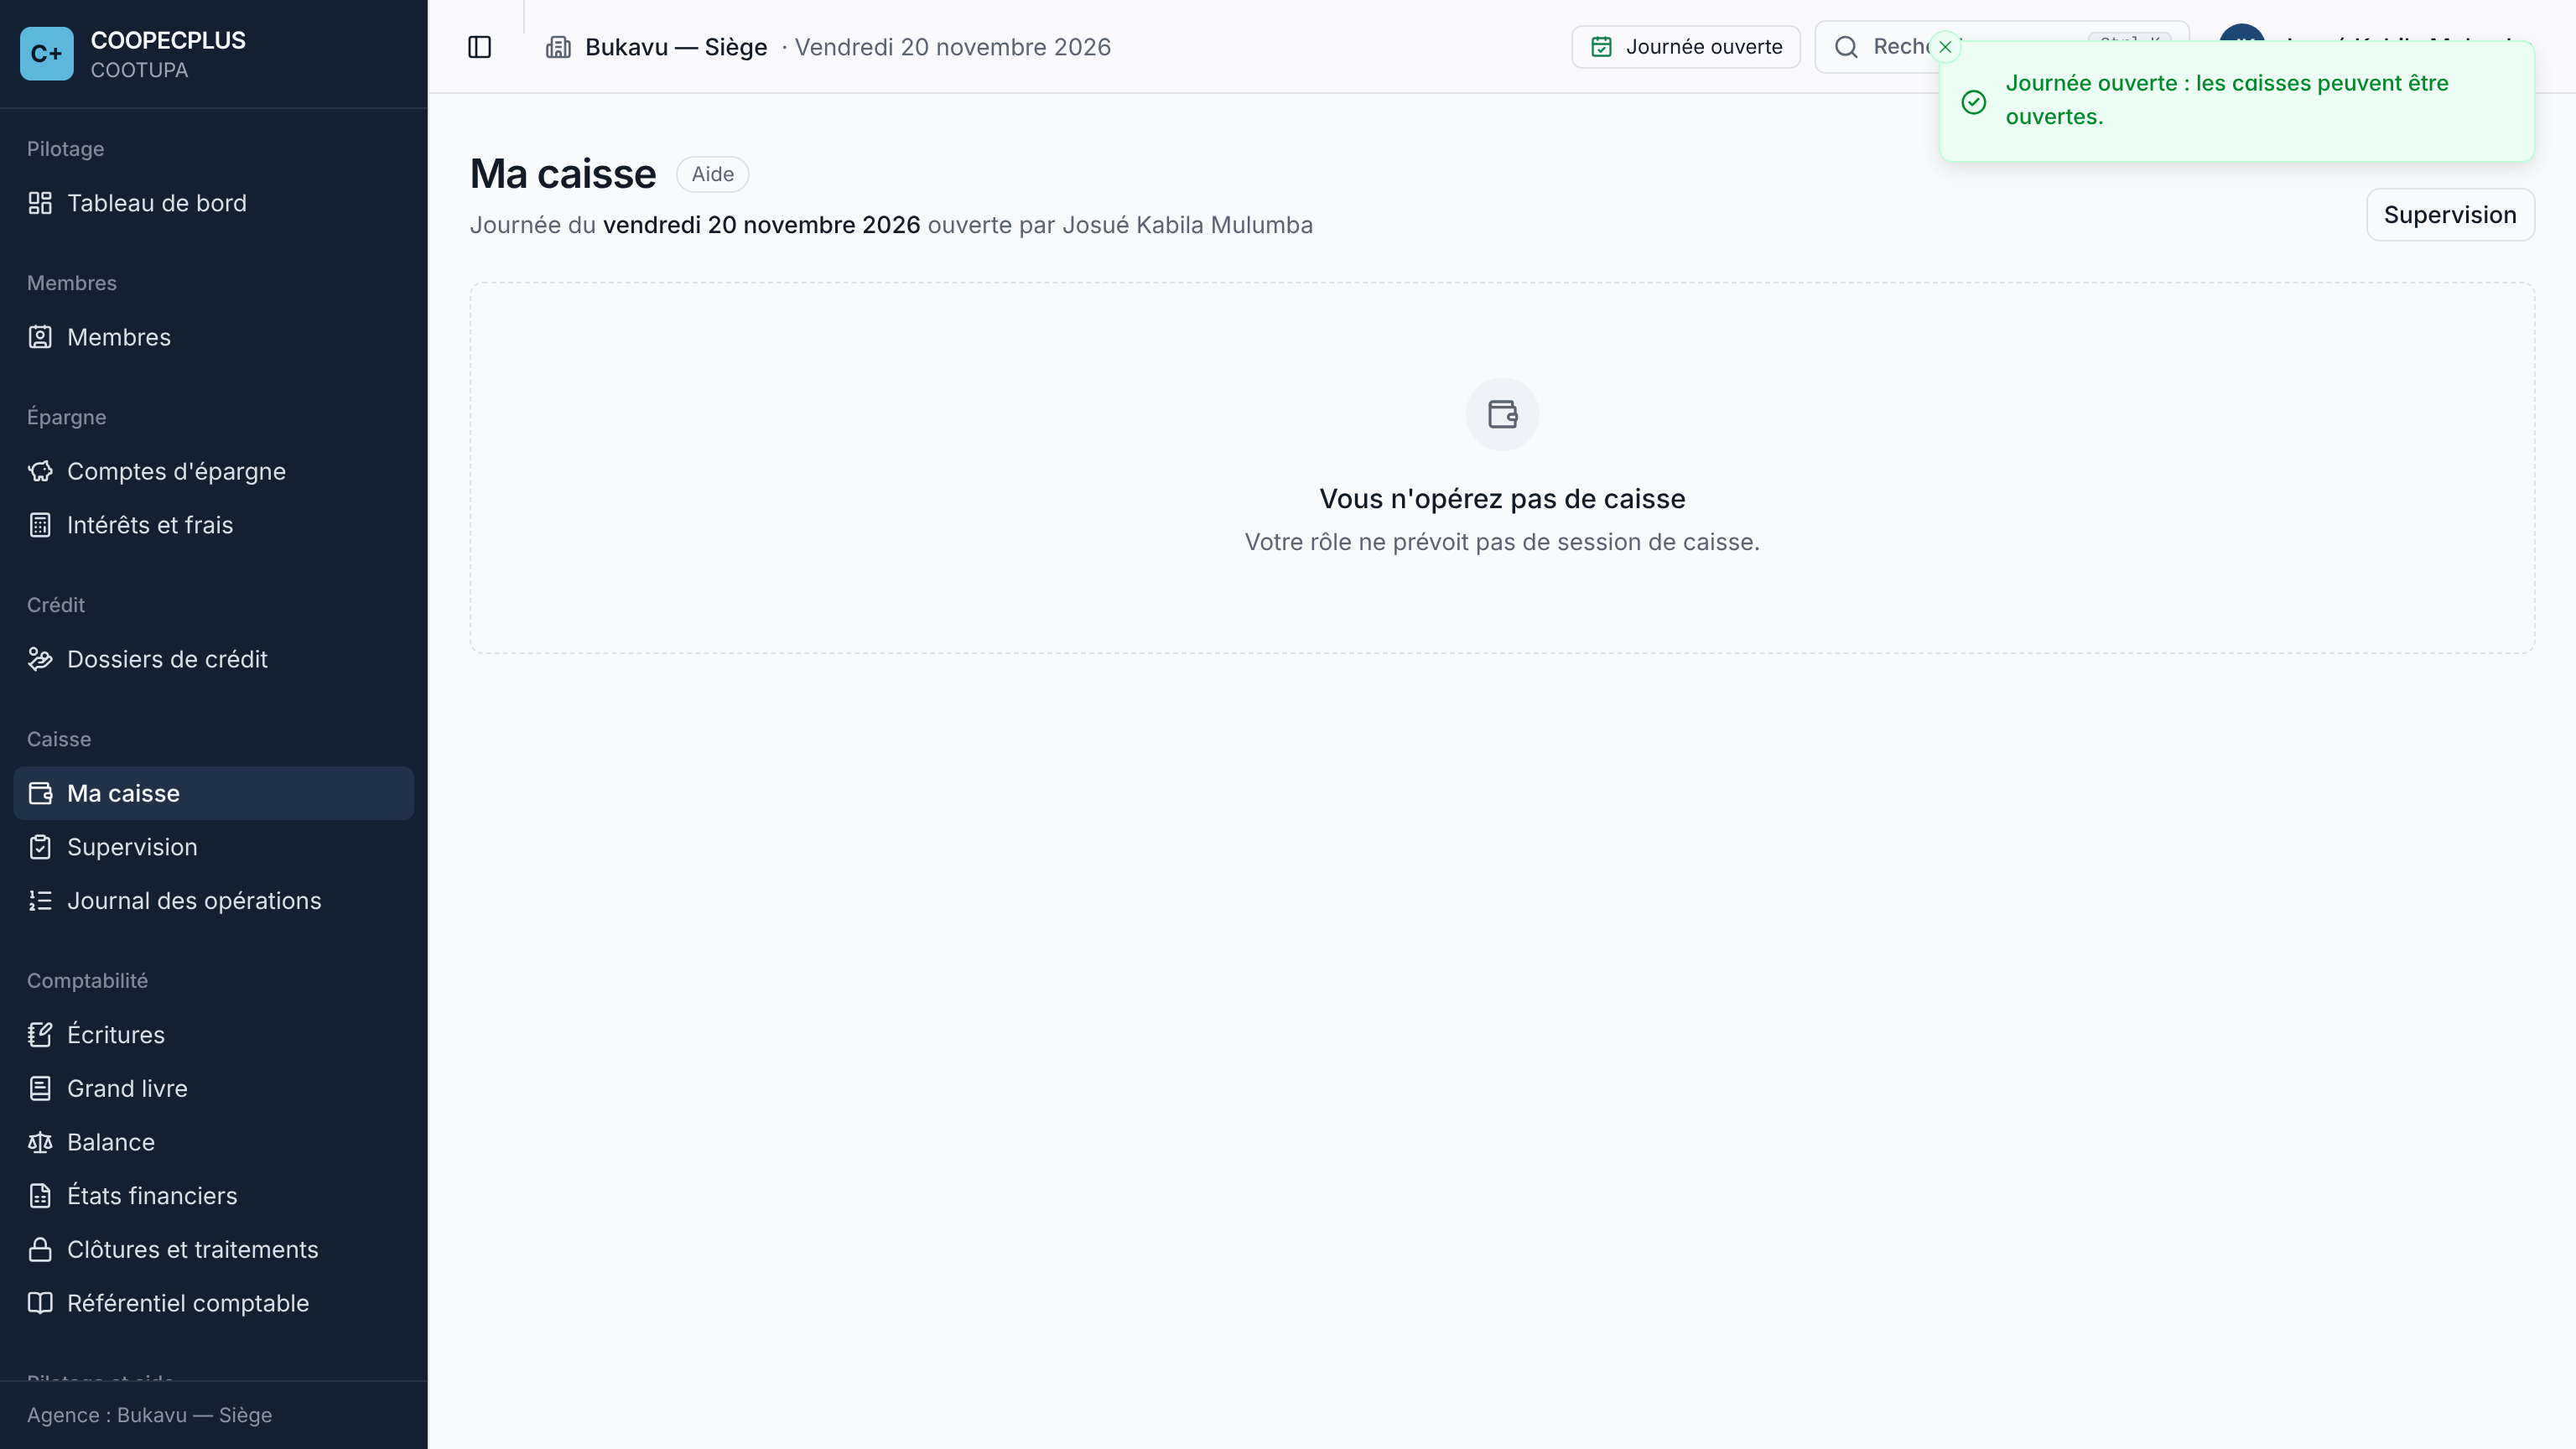 C+
COOPECPLUS
COOTUPA
Pilotage
Tableau de bord
Membres
Membres
Épargne
Comptes d'épargne
Intérêts et frais
Crédit
Dossiers de crédit
Caisse
Ma caisse
Supervision
Journal des opérations
Comptabilité
Écritures
Grand livre
Balance
États financiers
Clôtures et traitements
Référentiel comptable
Agence : Bukavu — Siège
Bukavu — Siège · Vendredi 20 novembre 2026
Journée ouverte
Journée ouverte : les caisses peuvent être
ouvertes.
Ma caisse
Aide
Journée du vendredi 20 novembre 2026 ouverte par Josué Kabila Mulumba
Supervision
Vous n'opérez pas de caisse
Votre rôle ne prévoit pas de session de caisse.